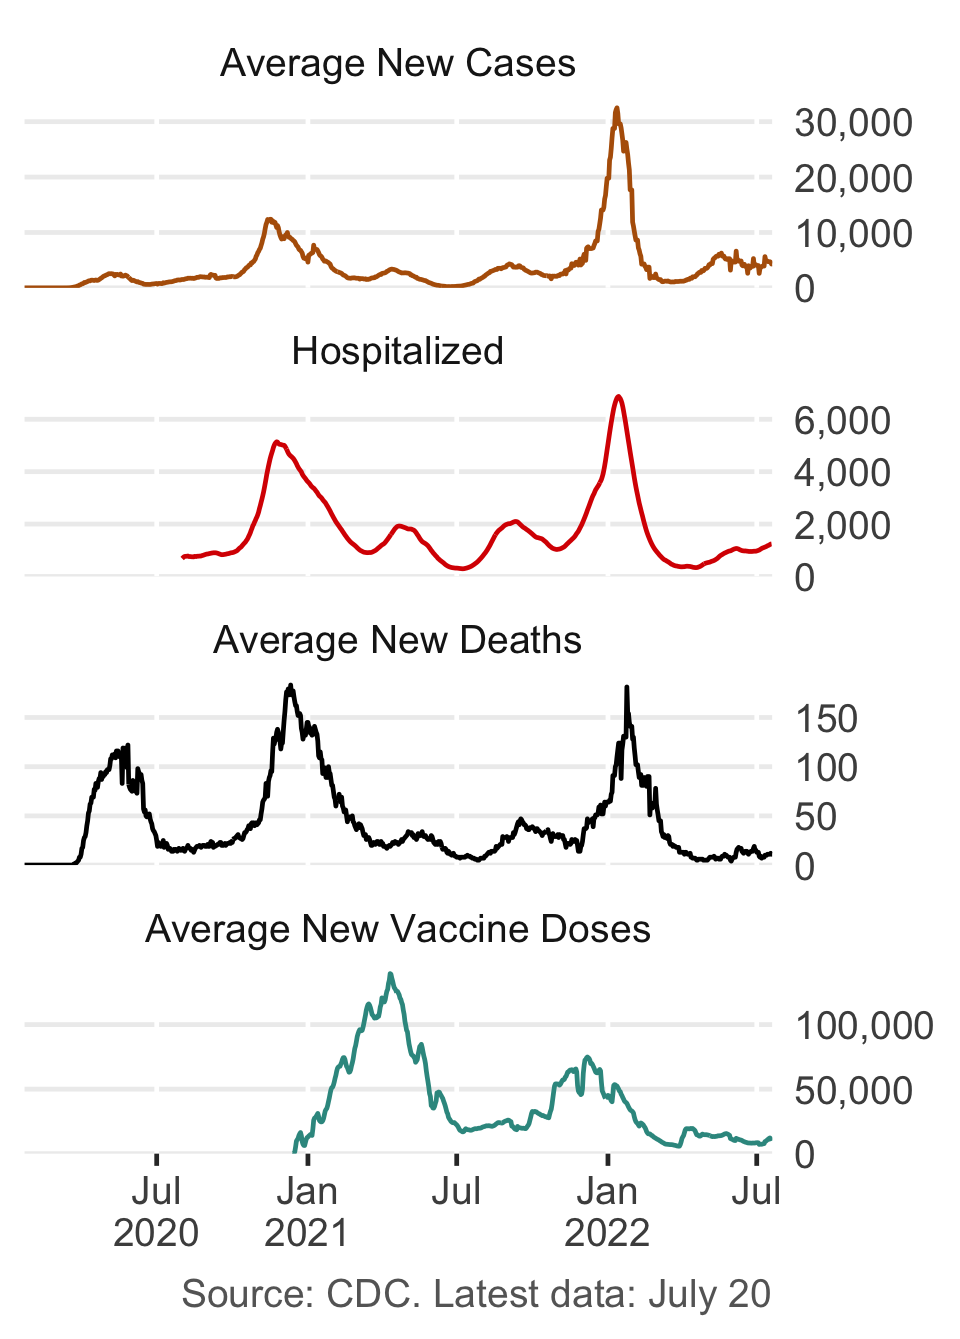 Average New Cases
30,000
20,000
10,000
0
Hospitalized
6,000
4,000
2,000
0
Average New Deaths
150
100
50
0
Average New Vaccine Doses
100,000
50,000
0
Jul Jan Jul Jan Jul
2020 2021 2022
Source: CDC. Latest data: July 20